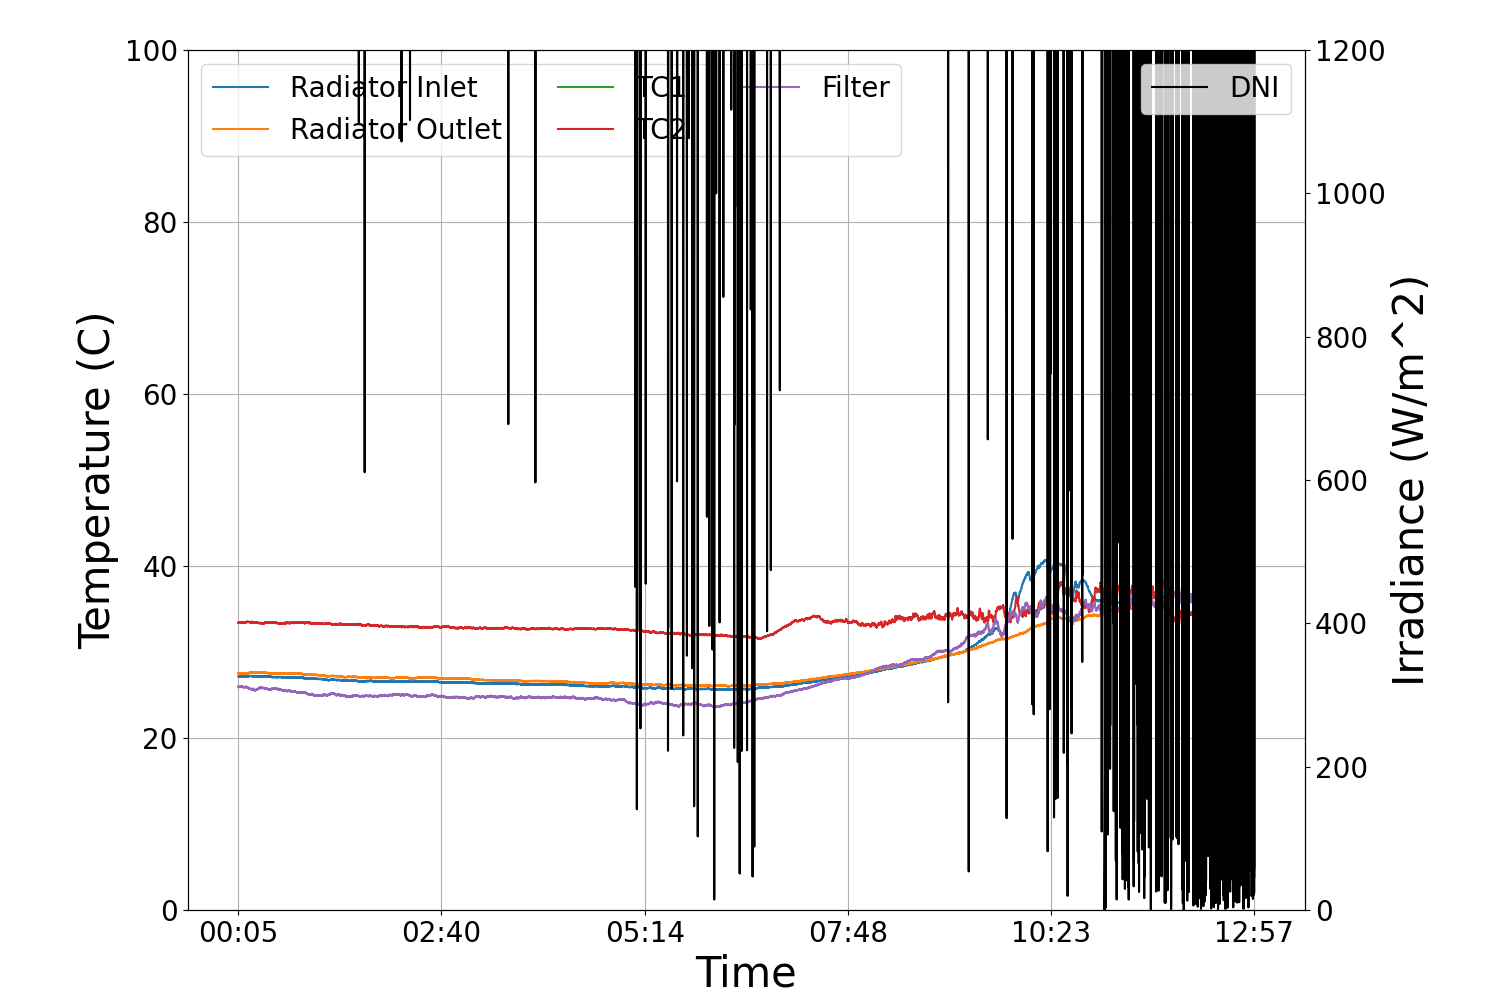 100
80
60
40
20
0
Temperature (C)
Radiator Inlet
Radiator Outlet
TC1
TC2
Filter
DNI
1200
1000
800
600
400
200
0
Irradiance (W/m^2)
00:05 02:40 05:14 07:48 10:23 12:57
Time